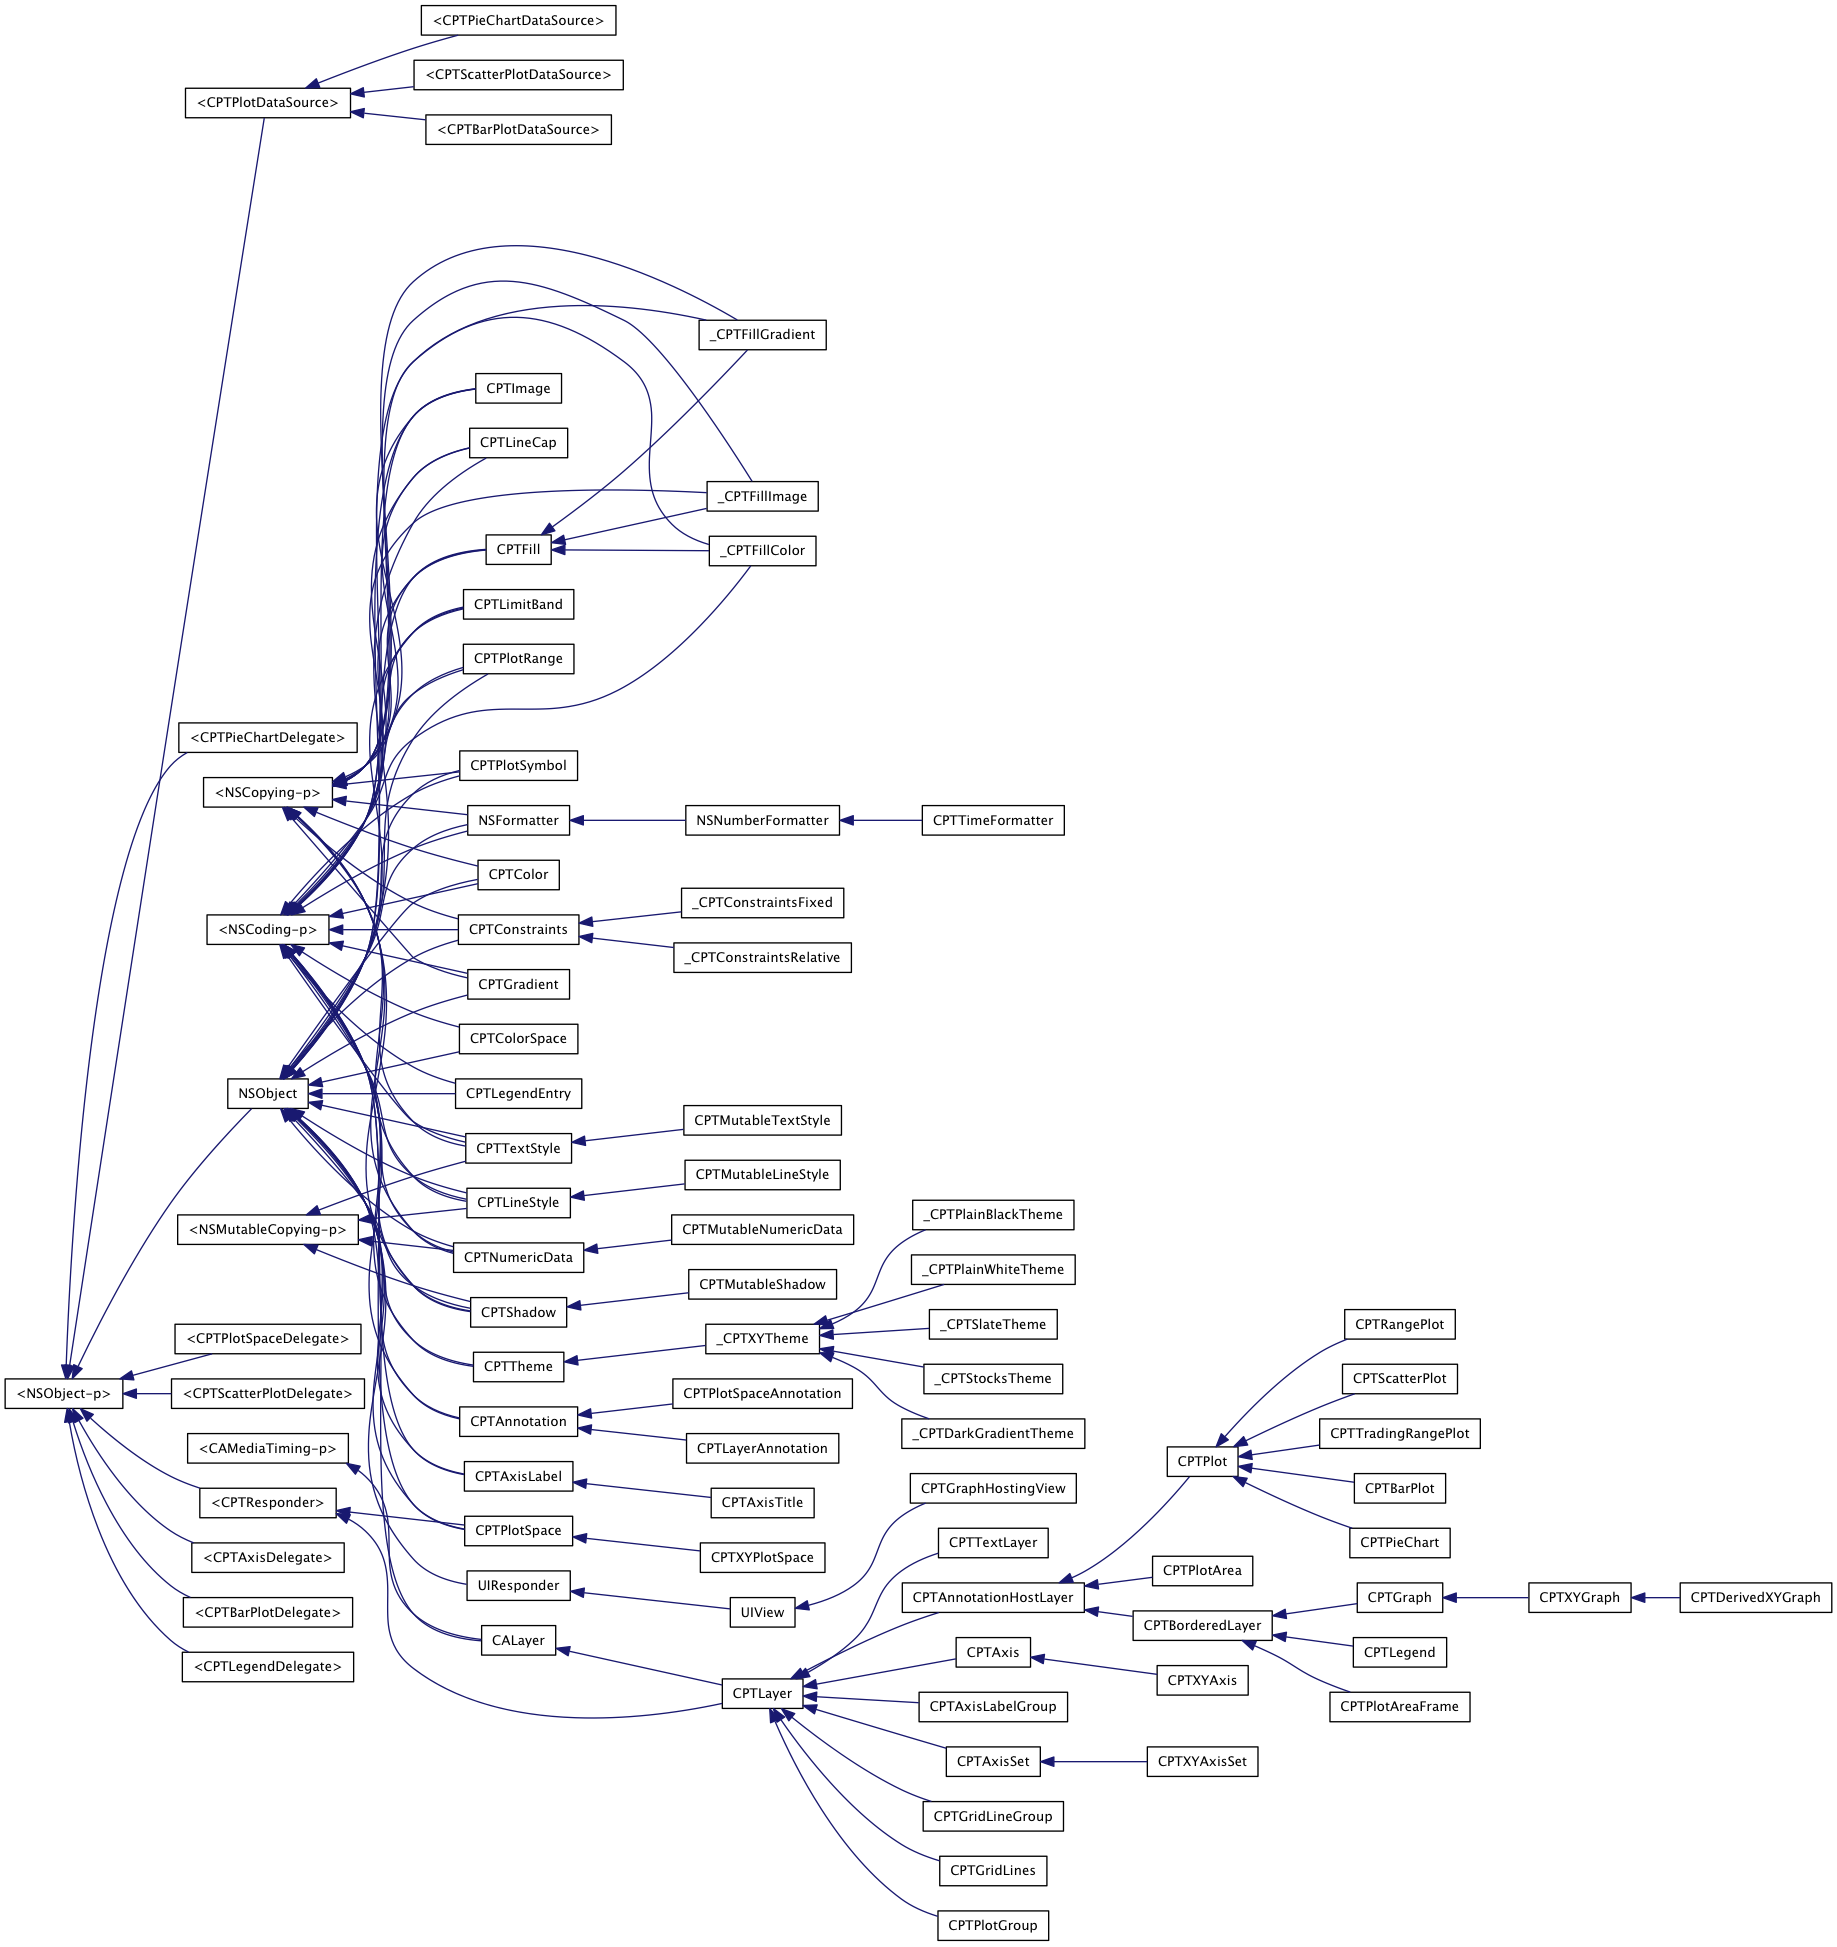 <CPTPieChartDataSource>
<CPTScatterPlotDataSource>
<CPTPlotDataSource>
<CPTBarPlotDataSource>
_CPTFillGradient
CPTImage
CPTLineCap
_CPTFillImage
CPTFill
_CPTFillColor
CPTLimitBand
CPTPlotRange
<CPTPieChartDelegate>
CPTPlotSymbol
<NSCopying-p>
NSFormatter
NSNumberFormatter
CPTTimeFormatter
CPTColor
_CPTConstraintsFixed
<NSCoding-p>
CPTConstraints
_CPTConstraintsRelative
CPTGradient
CPTColorSpace
NSObject
CPTLegendEntry
CPTMutableTextStyle
CPTTextStyle
CPTMutableLineStyle
CPTLineStyle
_CPTPlainBlackTheme
<NSMutableCopying-p>
CPTMutableNumericData
CPTNumericData
_CPTPlainWhiteTheme
CPTMutableShadow
CPTShadow
_CPTSlateTheme
CPTRangePlot
<CPTPlotSpaceDelegate>
_CPTXYTheme
CPTTheme
_CPTStocksTheme
CPTScatterPlot
<NSObject-p>
<CPTScatterPlotDelegate>
CPTPlotSpaceAnnotation
CPTAnnotation
_CPTDarkGradientTheme
CPTTradingRangePlot
<CAMediaTiming-p>
CPTLayerAnnotation
CPTPlot
CPTAxisLabel
CPTGraphHostingView
CPTBarPlot
<CPTResponder>
CPTAxisTitle
CPTPlotSpace
CPTTextLayer
CPTPieChart
<CPTAxisDelegate>
CPTXYPlotSpace
CPTPlotArea
UIResponder
CPTAnnotationHostLayer
CPTGraph
CPTXYGraph
CPTDerivedXYGraph
<CPTBarPlotDelegate>
UIView
CPTBorderedLayer
CALayer
CPTAxis
CPTLegend
<CPTLegendDelegate>
CPTXYAxis
CPTLayer
CPTAxisLabelGroup
CPTPlotAreaFrame
CPTAxisSet
CPTXYAxisSet
CPTGridLineGroup
CPTGridLines
CPTPlotGroup